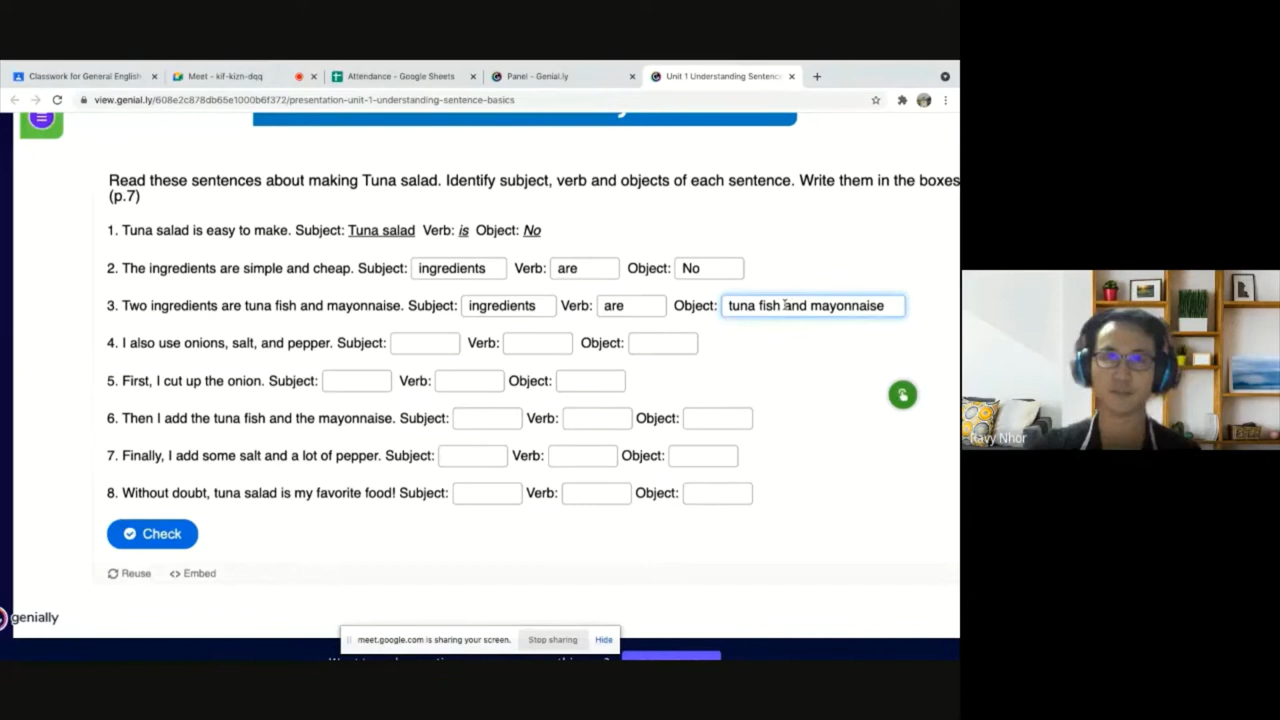 Classwork for General English
Meet - kif-kizn-dqq
Attendance - Google Sheets
Panel - Genial.ly
Unit 1 Understanding Sentenc
view.genial.ly/608e2c878db65e1000b6f372/presentation-unit-1-understanding-sentence-basics
Read these sentences about making Tuna salad. Identify subject, verb and objects of each sentence. Write them in the boxes
(p.7)
1. Tuna salad is easy to make. Subject: Tuna salad Verb: is Object: No
2. The ingredients are simple and cheap. Subject: ingredients Verb: are Object: No
3. Two ingredients are tuna fish and mayonnaise. Subject: ingredients Verb: are Object: tuna fish and mayonnaise
4. I also use onions, salt, and pepper. Subject: Verb: Object:
5. First, I cut up the onion. Subject: Verb: Object:
6. Then I add the tuna fish and the mayonnaise. Subject: Verb: Object:
7. Finally, I add some salt and a lot of pepper. Subject: Verb: Object:
8. Without doubt, tuna salad is my favorite food! Subject: Verb: Object:
Check
Reuse <> Embed
genially
meet.google.com is sharing your screen. Stop sharing Hide
Ravy Nhor